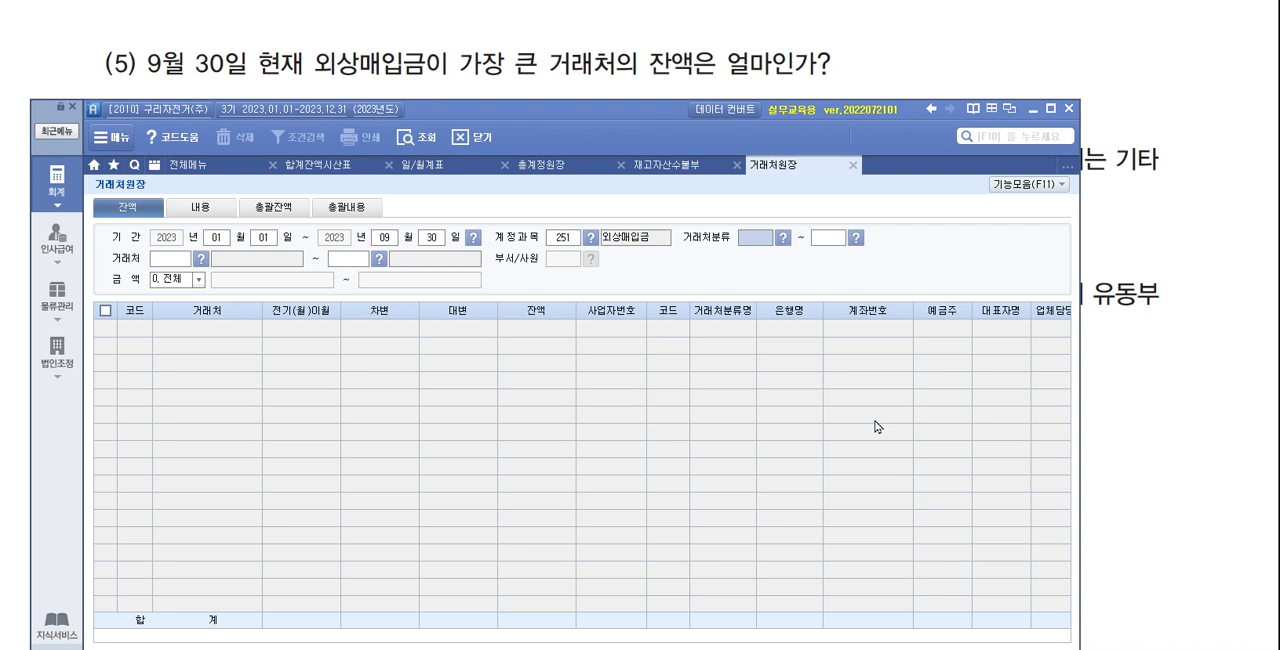 (5) 9월 30일 현재 외상매입금이 가장 큰 거래처의 잔액은 얼마인가?
[2010] 구리자전거(주) 3기 2023.01.01~2023.12.31 (2023년도) 데이터 컨버트 실무교육용 ver.2022072101
최근메뉴 메뉴 ? 코드도움 삭제 조건검색 인쇄 조회 닫기 [F10] 을 누르세요
전체메뉴 합계잔액시산표 일/월계표 총계정원장 재고자산수불부 거래처원장 ...
는 기타
거래처원장 기능모음(F11)
회계
잔액 내용 총괄잔액 총괄내용
기 간 2023 년 01 월 01 일 ~ 2023 년 09 월 30 일 ? 계정과목 251 ? 외상매입금 거래처분류 ? ~ ?
인사급여
거래처 ? ~ ? 부서/사원 ?
금 액 0. 전체 ~
유동부
물류관리
코드 거래처 전기(월)이월 차변 대변 잔액 사업자번호 코드 거래처분류명 은행명 계좌번호 예금주 대표자명 업체담당
법인조정
합 계
지식서비스